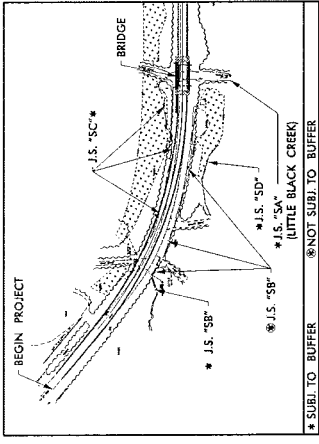 BEGIN PROJECT
BRIDGE
J.S. "SC" *
* J.S. "SB"
⊛ J.S. "SB"
* J.S. "SD"
* J.S. "SA"
(LITTLE BLACK CREEK)
* SUBJ. TO BUFFER ⊛ NOT SUBJ. TO BUFFER